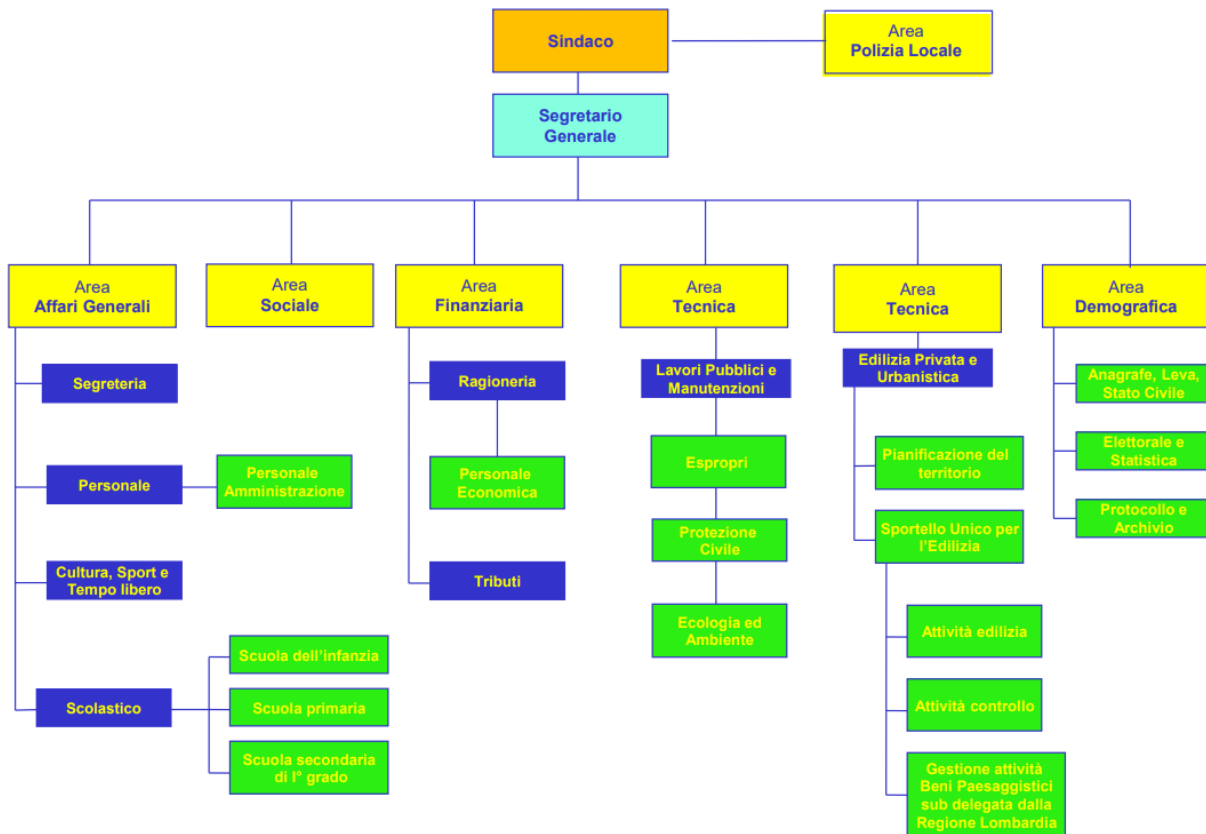 Sindaco
Area
Polizia Locale
Segretario
Generale
Area
Affari Generali
Area
Sociale
Area
Finanziaria
Area
Tecnica
Area
Tecnica
Area
Demografica
Segreteria
Personale
Personale
Amministrazione
Cultura, Sport e
Tempo libero
Scolastico
Scuola dell'infanzia
Scuola primaria
Scuola secondaria
di I° grado
Ragioneria
Personale
Economica
Tributi
Lavori Pubblici e
Manutenzioni
Espropri
Protezione
Civile
Ecologia ed
Ambiente
Edilizia Privata e
Urbanistica
Pianificazione del
territorio
Sportello Unico per
l'Edilizia
Attività edilizia
Attività controllo
Gestione attività
Beni Paesaggistici
sub delegata dalla
Regione Lombardia
Anagrafe, Leva,
Stato Civile
Elettorale e
Statistica
Protocollo e
Archivio